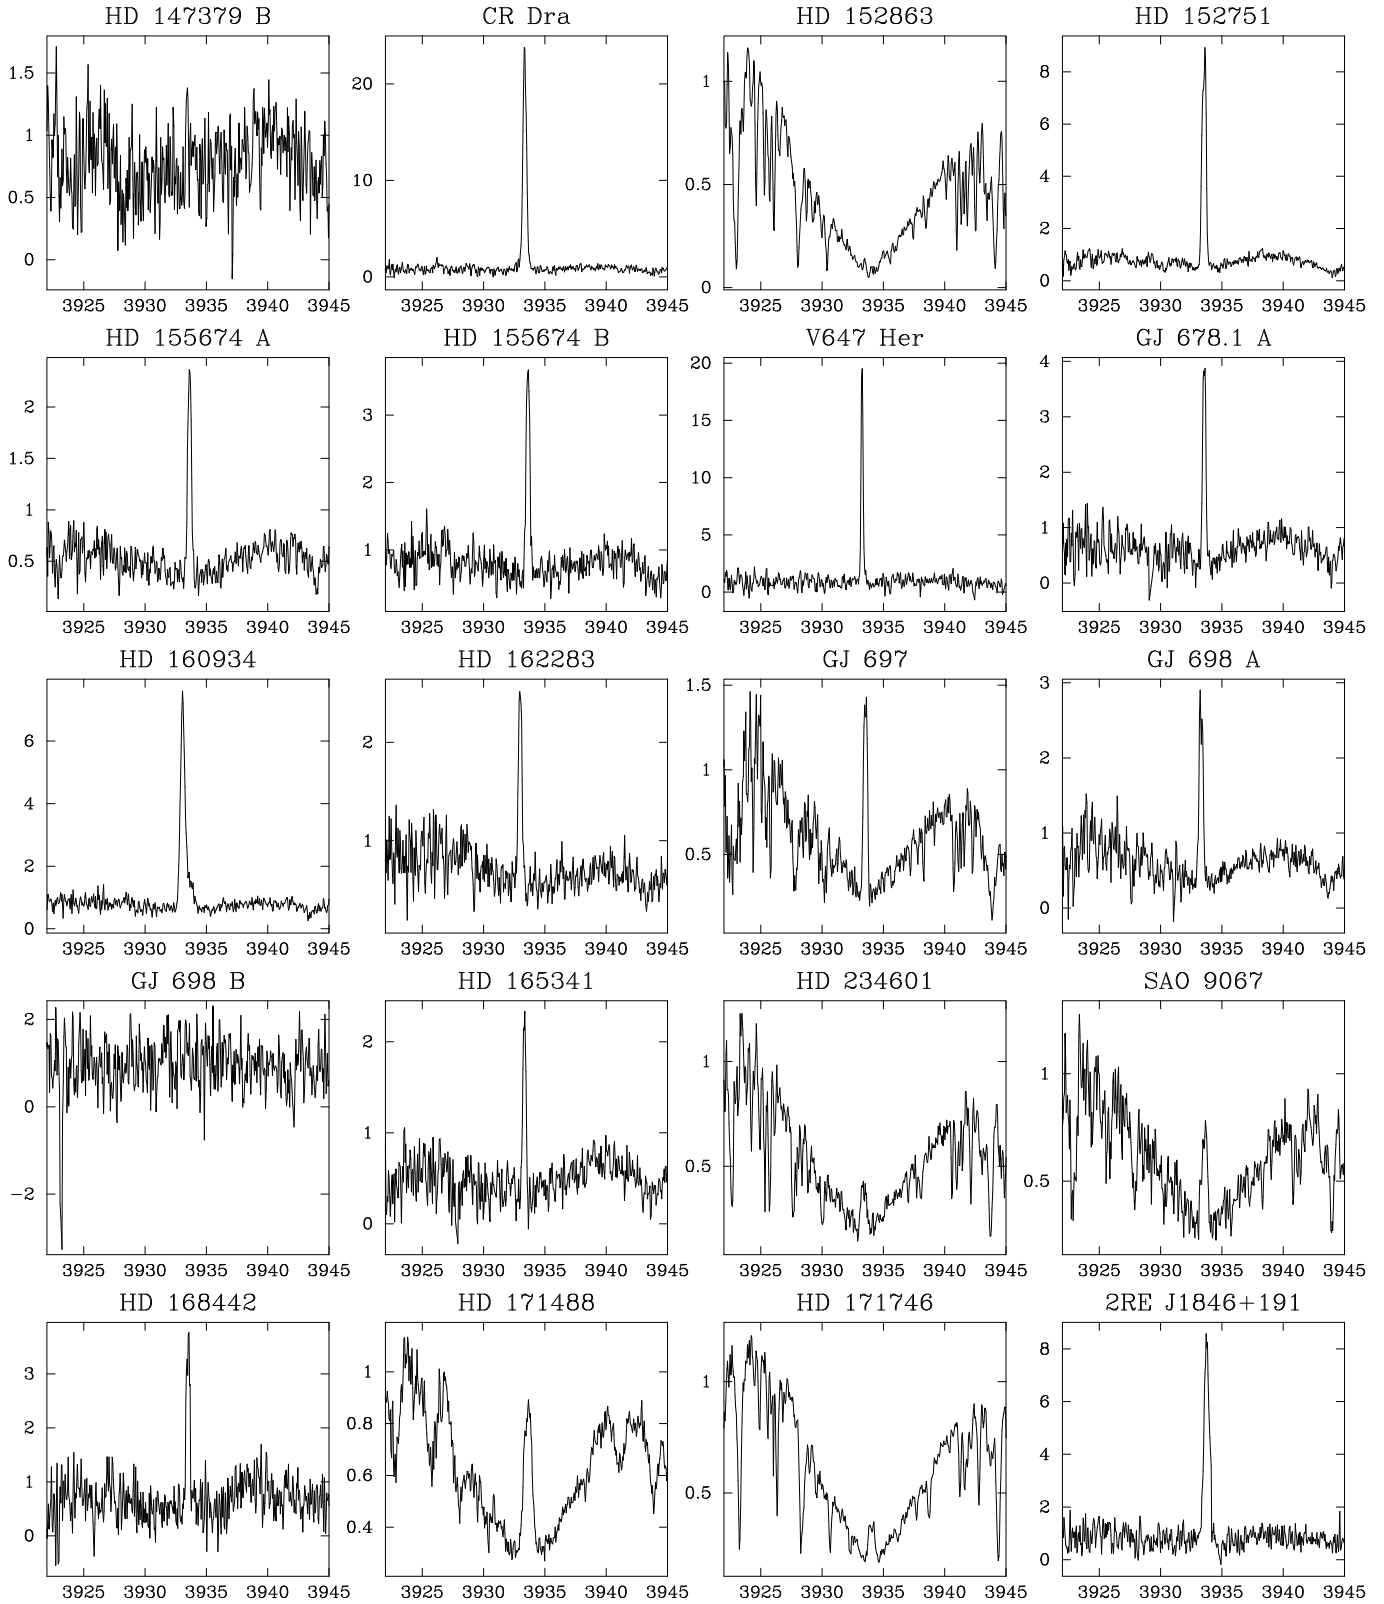 HD 147379 B CR Dra HD 152863 HD 152751
1.5 1 0.5 0
20 10 0
1 0.5 0
8 6 4 2 0
3925 3930 3935 3940 3945 3925 3930 3935 3940 3945 3925 3930 3935 3940 3945 3925 3930 3935 3940 3945
HD 155674 A HD 155674 B V647 Her GJ 678.1 A
2 1.5 1 0.5
3 2 1
20 15 10 5 0
4 3 2 1 0
3925 3930 3935 3940 3945 3925 3930 3935 3940 3945 3925 3930 3935 3940 3945 3925 3930 3935 3940 3945
HD 160934 HD 162283 GJ 697 GJ 698 A
6 4 2 0
2 1
1.5 1 0.5
3 2 1 0
3925 3930 3935 3940 3945 3925 3930 3935 3940 3945 3925 3930 3935 3940 3945 3925 3930 3935 3940 3945
GJ 698 B HD 165341 HD 234601 SAO 9067
2 0 −2
2 1 0
1 0.5
1 0.5
3925 3930 3935 3940 3945 3925 3930 3935 3940 3945 3925 3930 3935 3940 3945 3925 3930 3935 3940 3945
HD 168442 HD 171488 HD 171746 2RE J1846+191
3 2 1 0
1 0.8 0.6 0.4
1 0.5
8 6 4 2 0
3925 3930 3935 3940 3945 3925 3930 3935 3940 3945 3925 3930 3935 3940 3945 3925 3930 3935 3940 3945